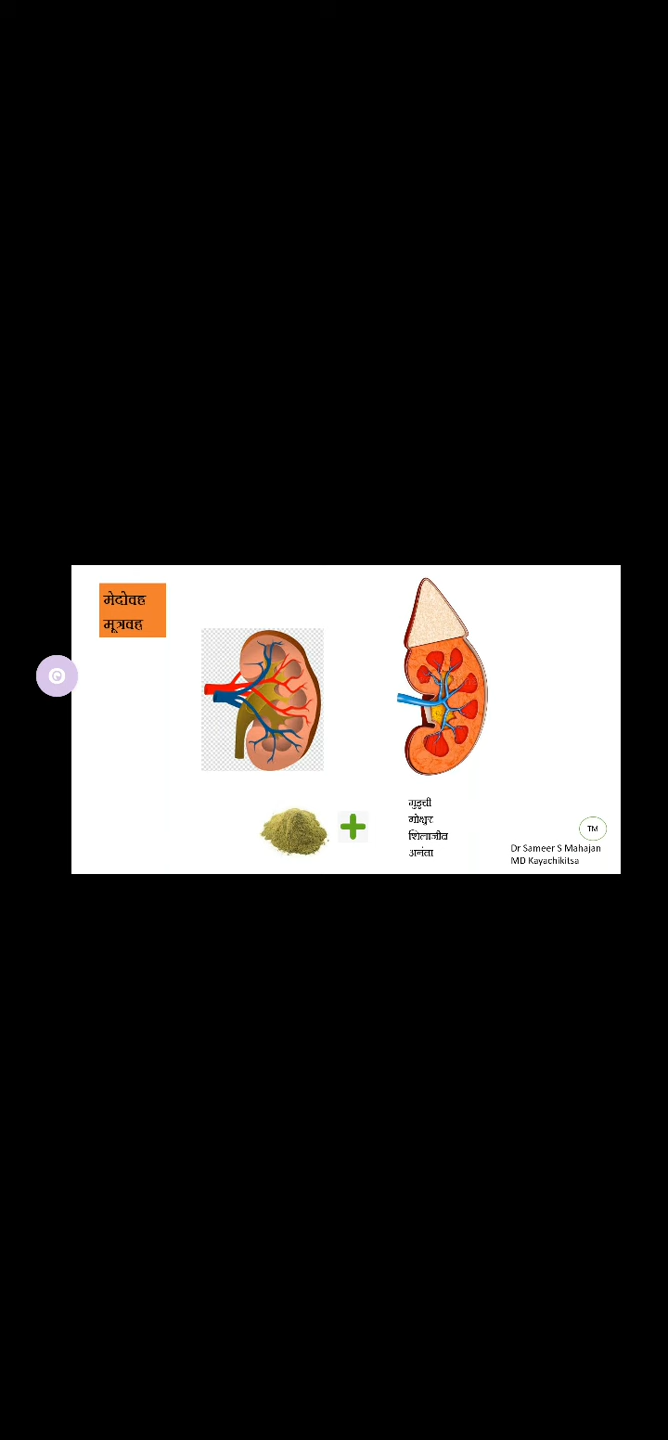 मेदोवह
मूत्रवह
गुडुची
गोक्षुर
शिलाजीत
अनंता
TM
Dr Sameer S Mahajan
MD Kayachikitsa